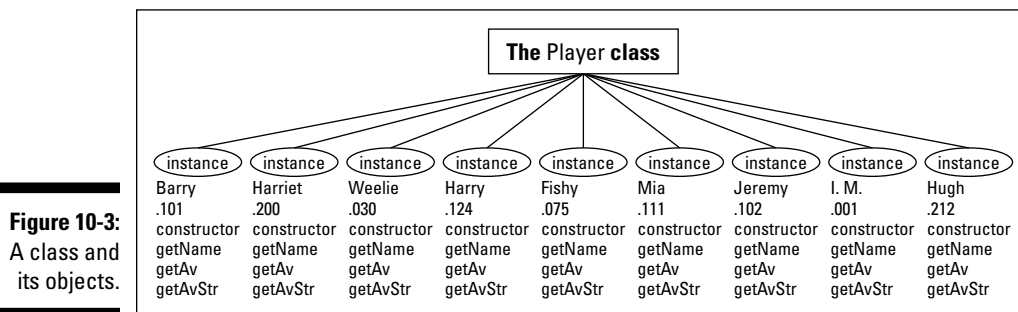 The Player class
instance instance instance instance instance instance instance instance instance
Barry Harriet Weelie Harry Fishy Mia Jeremy I. M. Hugh
.101 .200 .030 .124 .075 .111 .102 .001 .212
constructor constructor constructor constructor constructor constructor constructor constructor constructor
getName getName getName getName getName getName getName getName getName
getAv getAv getAv getAv getAv getAv getAv getAv getAv
getAvStr getAvStr getAvStr getAvStr getAvStr getAvStr getAvStr getAvStr getAvStr
Figure 10-3:
A class and
its objects.